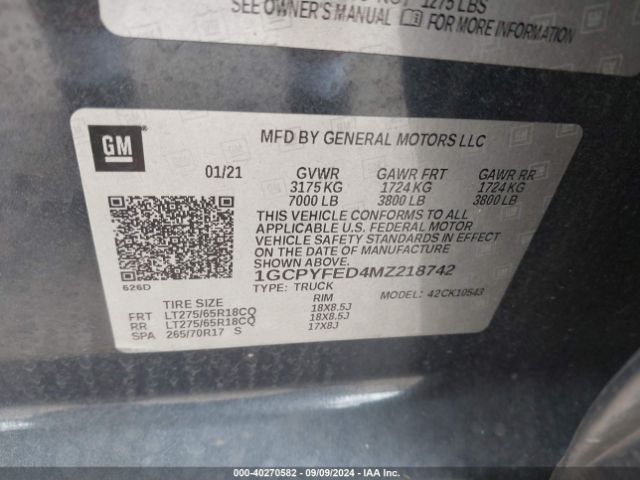 1275 LBS
SEE OWNER'S MANUAL FOR MORE INFORMATION
GM
MFD BY GENERAL MOTORS LLC
01/21 GVWR GAWR FRT GAWR RR
3175 KG 1724 KG 1724 KG
7000 LB 3800 LB 3800 LB
THIS VEHICLE CONFORMS TO ALL
APPLICABLE U.S. FEDERAL MOTOR
VEHICLE SAFETY STANDARDS IN EFFECT
ON THE DATE OF MANUFACTURE SHOWN
ABOVE.
1GCPYFED4MZ218742
626D
TYPE: TRUCK MODEL: 42CK10543
TIRE SIZE RIM
FRT LT275/65R18CQ 18X8.5J
RR LT275/65R18CQ 18X8.5J
SPA 265/70R17 S 17X8J
000-40270582 - 09/09/2024 - IAA Inc.